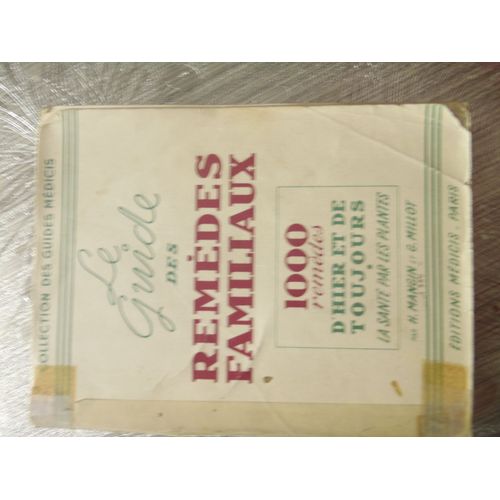 COLLECTION DES GUIDES MÉDICIS
Le
Guide
DES
REMÈDES
FAMILIAUX
1000
remèdes
D'HIER ET DE
TOUJOURS
LA SANTÉ PAR LES PLANTES
PAR H. MANGIN ET G. MILLOT
ÉDITIONS MÉDICIS PARIS